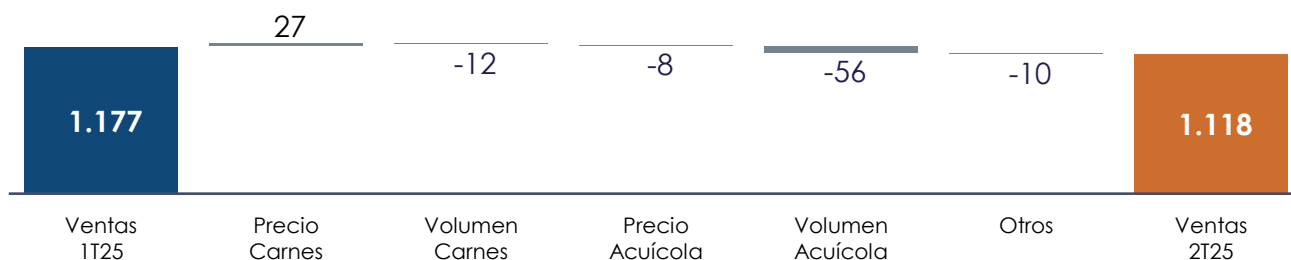 27
-12
-8
-56
-10
1.177
1.118
Ventas
1T25
Precio
Carnes
Volumen
Carnes
Precio
Acuícola
Volumen
Acuícola
Otros
Ventas
2T25